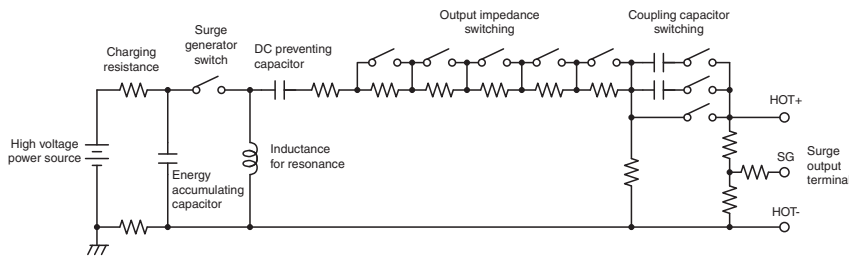 Output impedance
switching
Coupling capacitor
switching
Surge
generator
switch
Charging
resistance
DC preventing
capacitor
HOT+
High voltage
power source
Inductance
for resonance
SG
Surge
output
terminal
Energy
accumulating
capacitor
HOT-